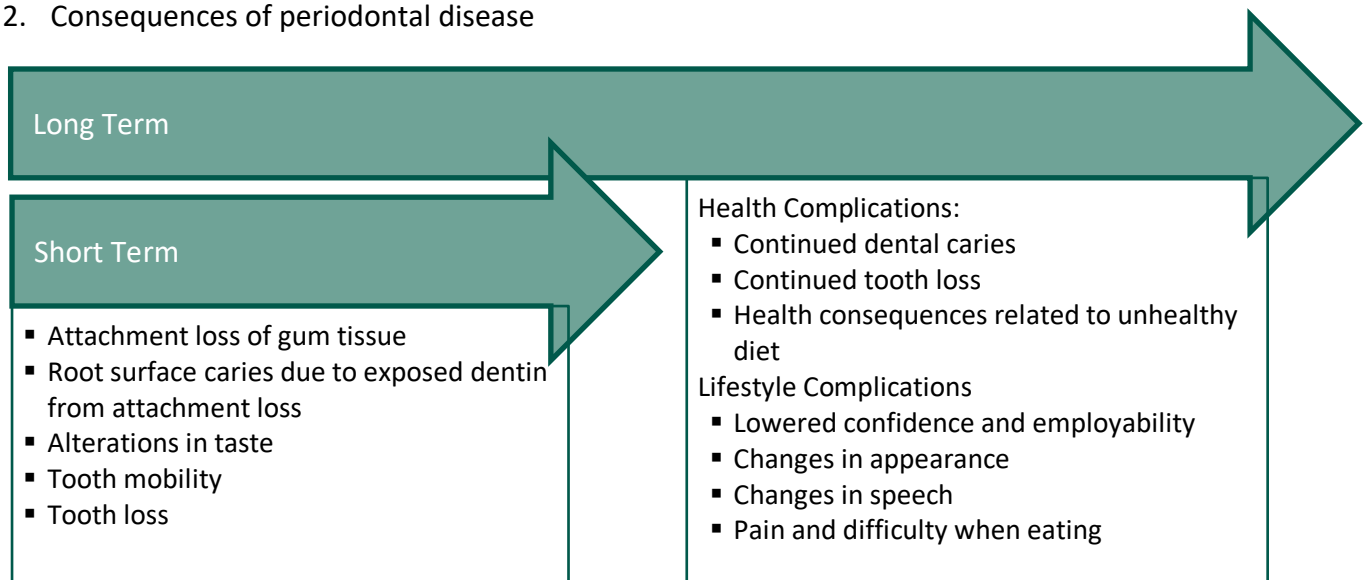 2. Consequences of periodontal disease
Long Term
Short Term
▪ Attachment loss of gum tissue
▪ Root surface caries due to exposed dentin
from attachment loss
▪ Alterations in taste
▪ Tooth mobility
▪ Tooth loss
Health Complications:
▪ Continued dental caries
▪ Continued tooth loss
▪ Health consequences related to unhealthy
diet
Lifestyle Complications
▪ Lowered confidence and employability
▪ Changes in appearance
▪ Changes in speech
▪ Pain and difficulty when eating